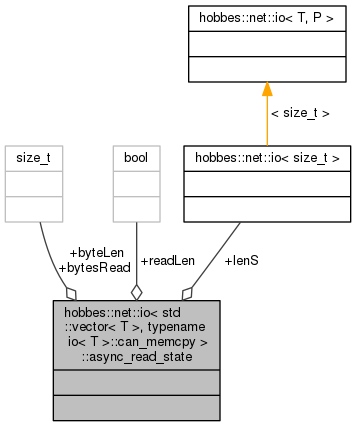 hobbes::net::io< T, P >
< size_t >
size_t
bool
hobbes::net::io< size_t >
+byteLen
+bytesRead
+readLen
+lenS
hobbes::net::io< std
::vector< T >, typename
io< T >::can_memcpy >
::async_read_state